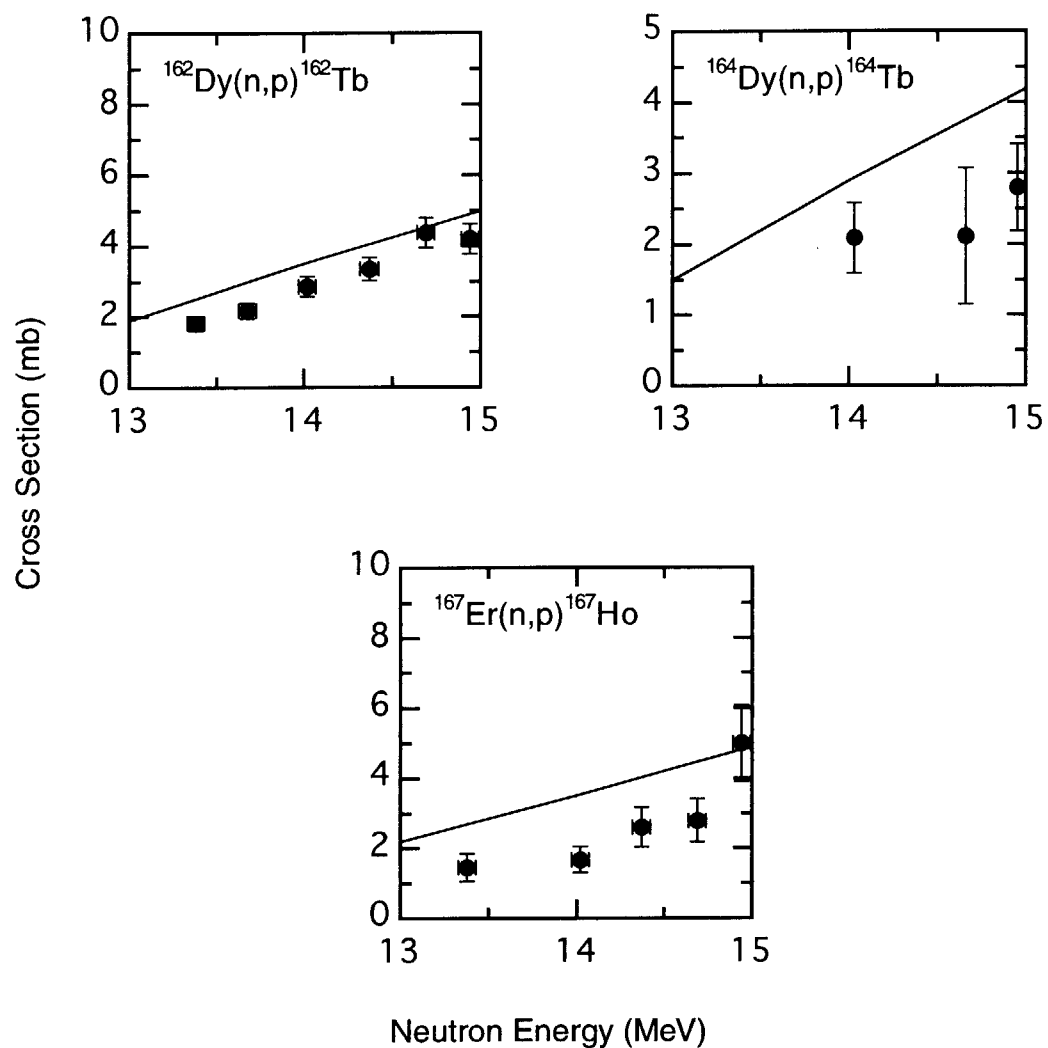 Cross Section (mb)
¹⁶²Dy(n,p)¹⁶²Tb
10
8
6
4
2
0
13 14 15
¹⁶⁴Dy(n,p)¹⁶⁴Tb
5
4
3
2
1
0
13 14 15
¹⁶⁷Er(n,p)¹⁶⁷Ho
10
8
6
4
2
0
13 14 15
Neutron Energy (MeV)